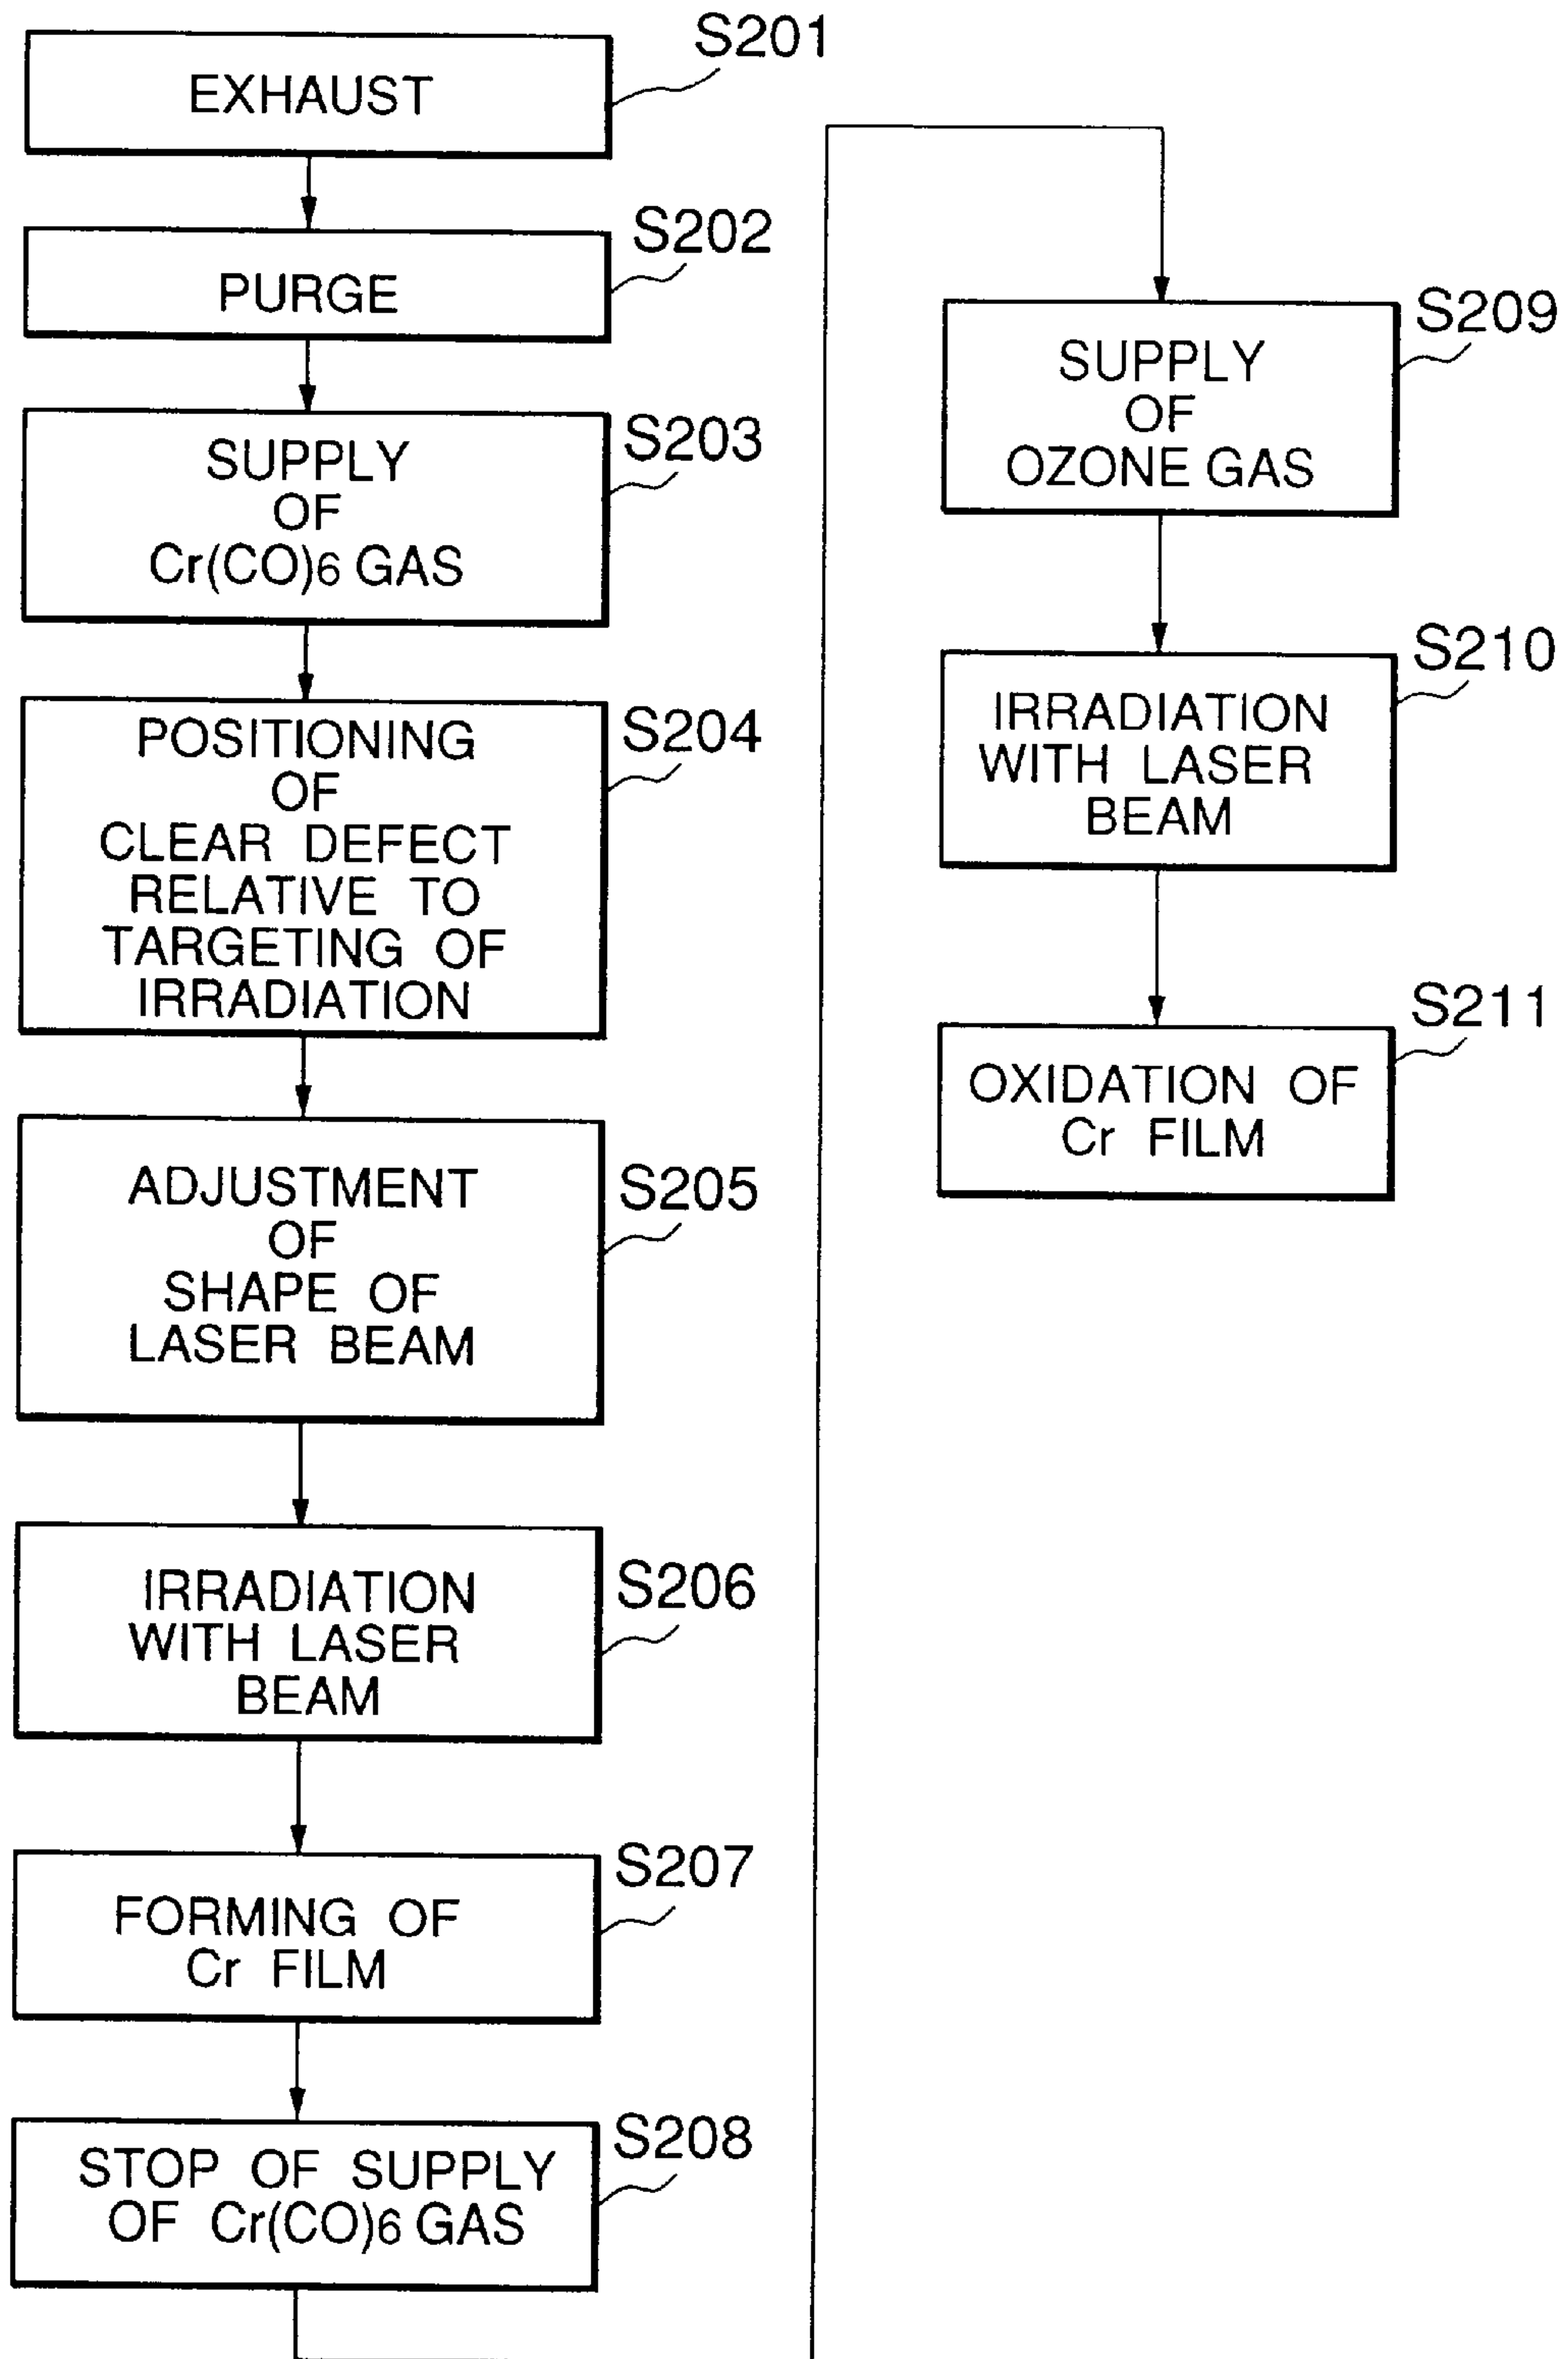 EXHAUST
S201
PURGE
S202
SUPPLY
OF
Cr(CO)6 GAS
S203
POSITIONING
OF
CLEAR DEFECT
RELATIVE TO
TARGETING OF
IRRADIATION
S204
ADJUSTMENT
OF
SHAPE OF
LASER BEAM
S205
IRRADIATION
WITH LASER
BEAM
S206
FORMING OF
Cr FILM
S207
STOP OF SUPPLY
OF Cr(CO)6 GAS
S208
SUPPLY
OF
OZONE GAS
S209
IRRADIATION
WITH LASER
BEAM
S210
OXIDATION OF
Cr FILM
S211